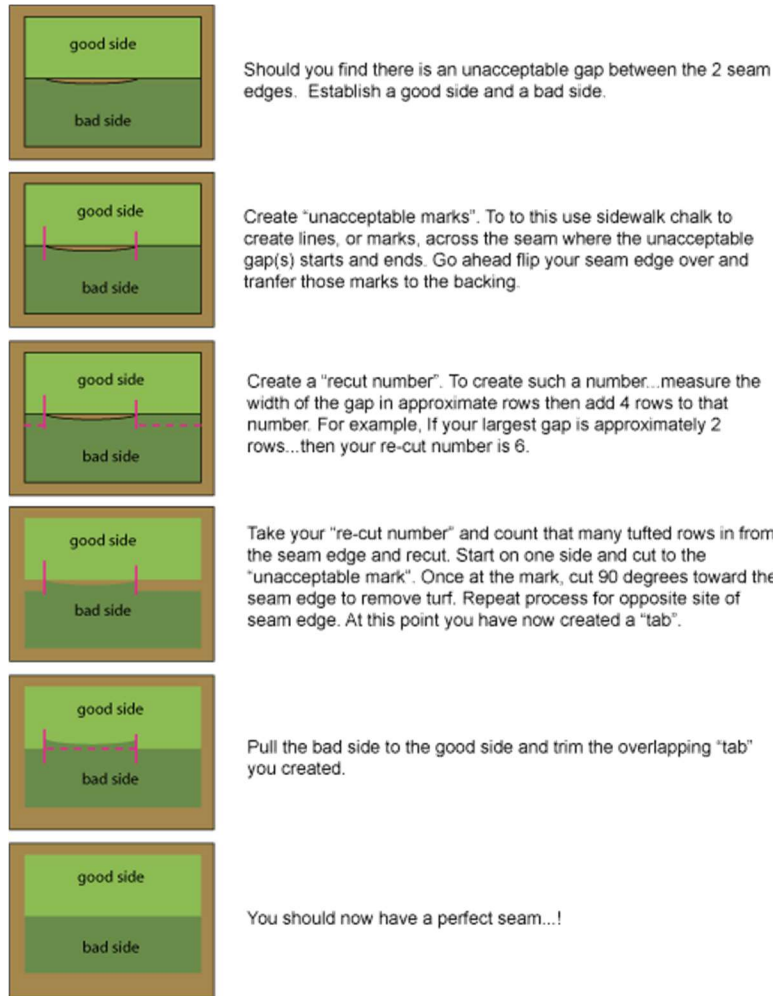 good side
bad side
Should you find there is an unacceptable gap between the 2 seam
edges.  Establish a good side and a bad side.
good side
bad side
Create “unacceptable marks”. To to this use sidewalk chalk to
create lines, or marks, across the seam where the unacceptable
gap(s) starts and ends. Go ahead flip your seam edge over and
tranfer those marks to the backing.
good side
bad side
Create a “recut number”. To create such a number...measure the
width of the gap in approximate rows then add 4 rows to that
number. For example, If your largest gap is approximately 2
rows...then your re-cut number is 6.
good side
bad side
Take your “re-cut number” and count that many tufted rows in from
the seam edge and recut. Start on one side and cut to the
“unacceptable mark”. Once at the mark, cut 90 degrees toward the
seam edge to remove turf. Repeat process for opposite site of
seam edge. At this point you have now created a “tab”.
good side
bad side
Pull the bad side to the good side and trim the overlapping “tab”
you created.
good side
bad side
You should now have a perfect seam...!